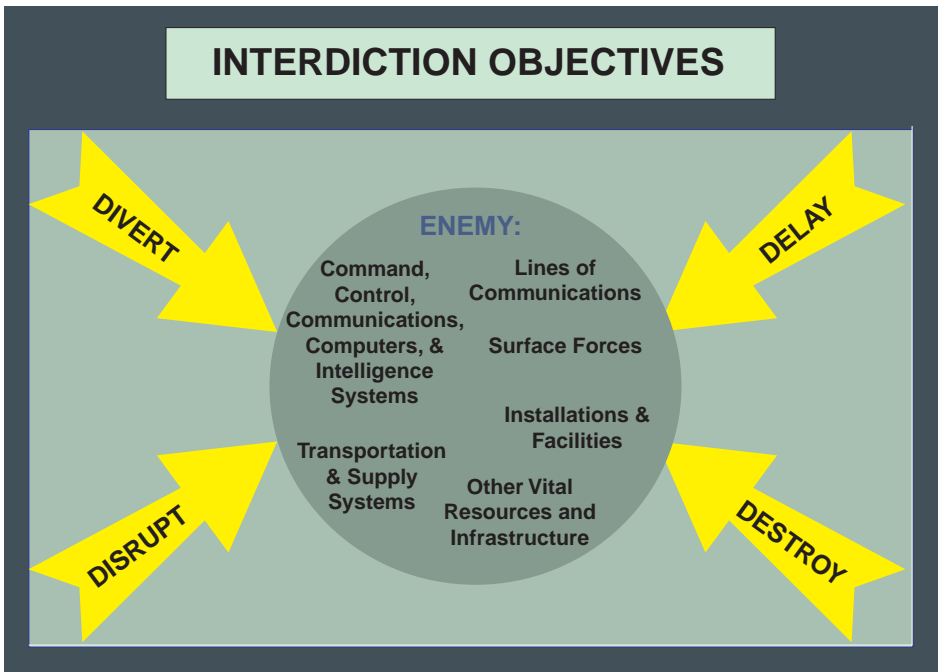 INTERDICTION OBJECTIVES
DIVERT
DELAY
ENEMY:
Command,
Control,
Communications,
Computers, &
Intelligence
Systems
Lines of
Communications
Surface Forces
Installations &
Facilities
Transportation
& Supply
Systems
Other Vital
Resources and
Infrastructure
DISRUPT
DESTROY